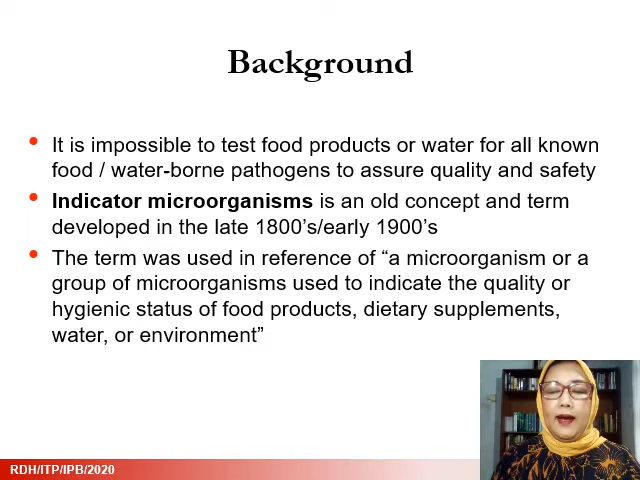 Background
• It is impossible to test food products or water for all known
food / water-borne pathogens to assure quality and safety
• Indicator microorganisms is an old concept and term
developed in the late 1800’s/early 1900’s
• The term was used in reference of “a microorganism or a
group of microorganisms used to indicate the quality or
hygienic status of food products, dietary supplements,
water, or environment”
RDH/ITP/IPB/2020